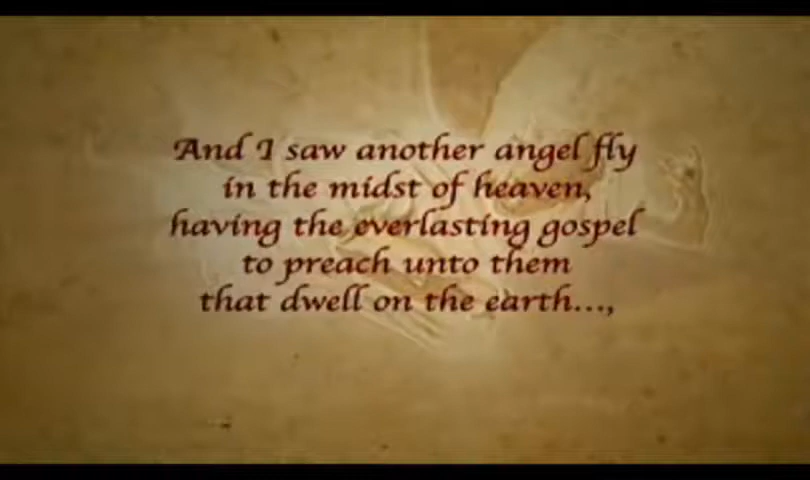 And I saw another angel fly
in the midst of heaven,
having the everlasting gospel
to preach unto them
that dwell on the earth...,